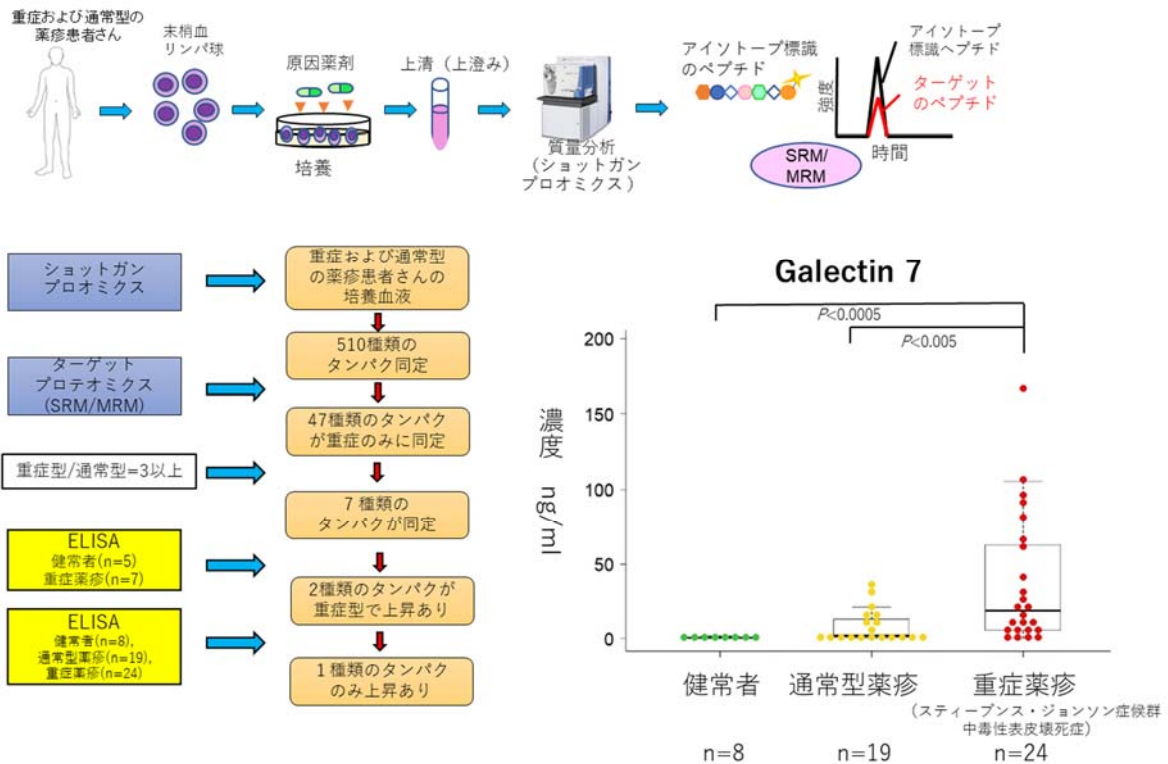 重症および通常型の
薬疹患者さん
末梢血
リンパ球
原因薬剤
培養
上清（上澄み）
質量分析
（ショットガン
プロオミクス）
アイソトープ標識
のペプチド
強度
時間
アイソトープ
標識ペプチド
ターゲット
のペプチド
SRM/
MRM
ショットガン
プロオミクス
ターゲット
プロテオミクス
(SRM/MRM)
重症型/通常型=3以上
ELISA
健常者(n=5)
重症薬疹(n=7)
ELISA
健常者(n=8),
通常型薬疹(n=19),
重症薬疹(n=24)
重症および通常型
の薬疹患者さんの
培養血液
510種類の
タンパク同定
47種類のタンパク
が重症のみに同定
7種類の
タンパクが同定
2種類のタンパクが
重症型で上昇あり
1種類のタンパク
のみ上昇あり
Galectin 7
P<0.0005
P<0.005
濃度 ng/ml
200
150
100
50
0
健常者
通常型薬疹
重症薬疹
（スティーブンス・ジョンソン症候群
中毒性表皮壊死症）
n=8
n=19
n=24